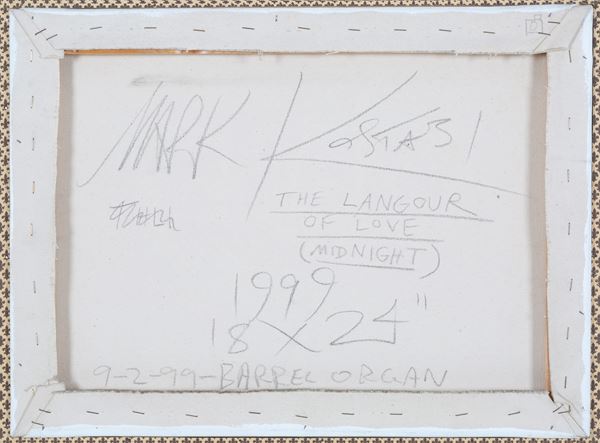 MARK KOSTABI
THE LANGOUR
OF LOVE
(MIDNIGHT)
1999
18 X 24"
9-2-99-BARREL ORGAN